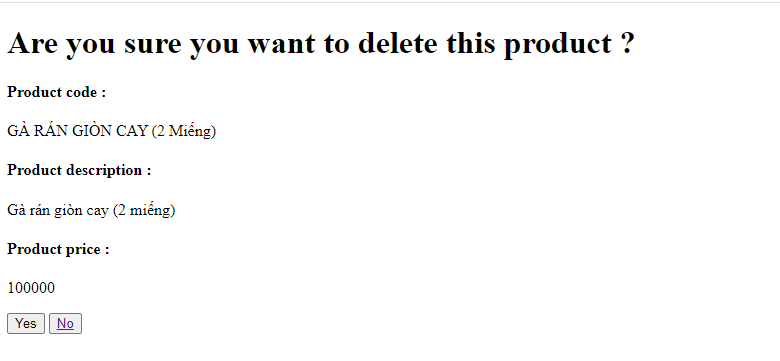 Are you sure you want to delete this product ?
Product code :
GÀ RÁN GIÒN CAY (2 Miếng)
Product description :
Gà rán giòn cay (2 miếng)
Product price :
100000
Yes No